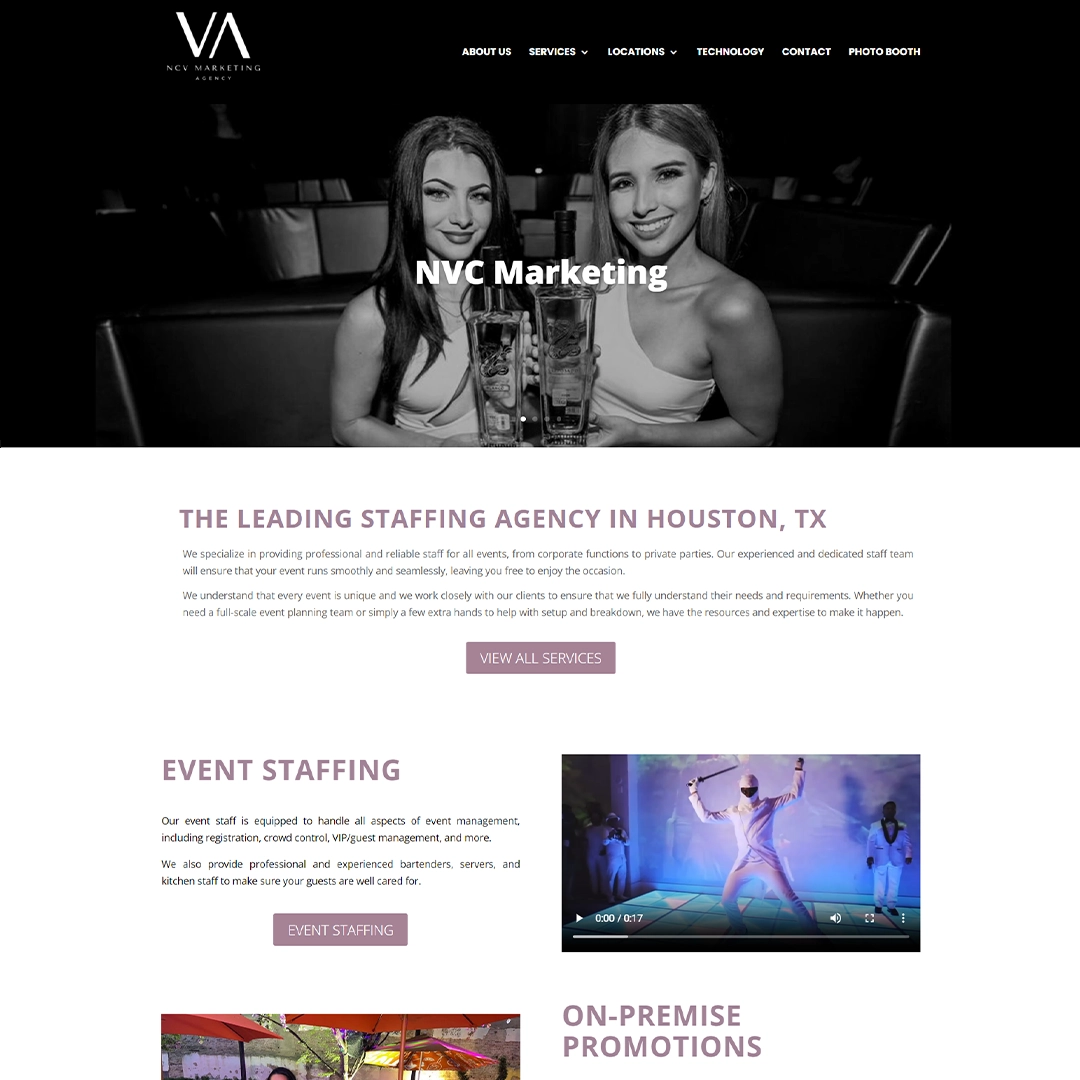 VA
NCV MARKETING
AGENCY
ABOUT US SERVICES LOCATIONS TECHNOLOGY CONTACT PHOTO BOOTH
NVC Marketing
THE LEADING STAFFING AGENCY IN HOUSTON, TX
We specialize in providing professional and reliable staff for all events, from corporate functions to private parties. Our experienced and dedicated staff team
will ensure that your event runs smoothly and seamlessly, leaving you free to enjoy the occasion.
We understand that every event is unique and we work closely with our clients to ensure that we fully understand their needs and requirements. Whether you
need a full-scale event planning team or simply a few extra hands to help with setup and breakdown, we have the resources and expertise to make it happen.
VIEW ALL SERVICES
EVENT STAFFING
Our event staff is equipped to handle all aspects of event management,
including registration, crowd control, VIP/guest management, and more.
We also provide professional and experienced bartenders, servers, and
kitchen staff to make sure your guests are well cared for.
EVENT STAFFING
0:00 / 0:17
ON-PREMISE
PROMOTIONS